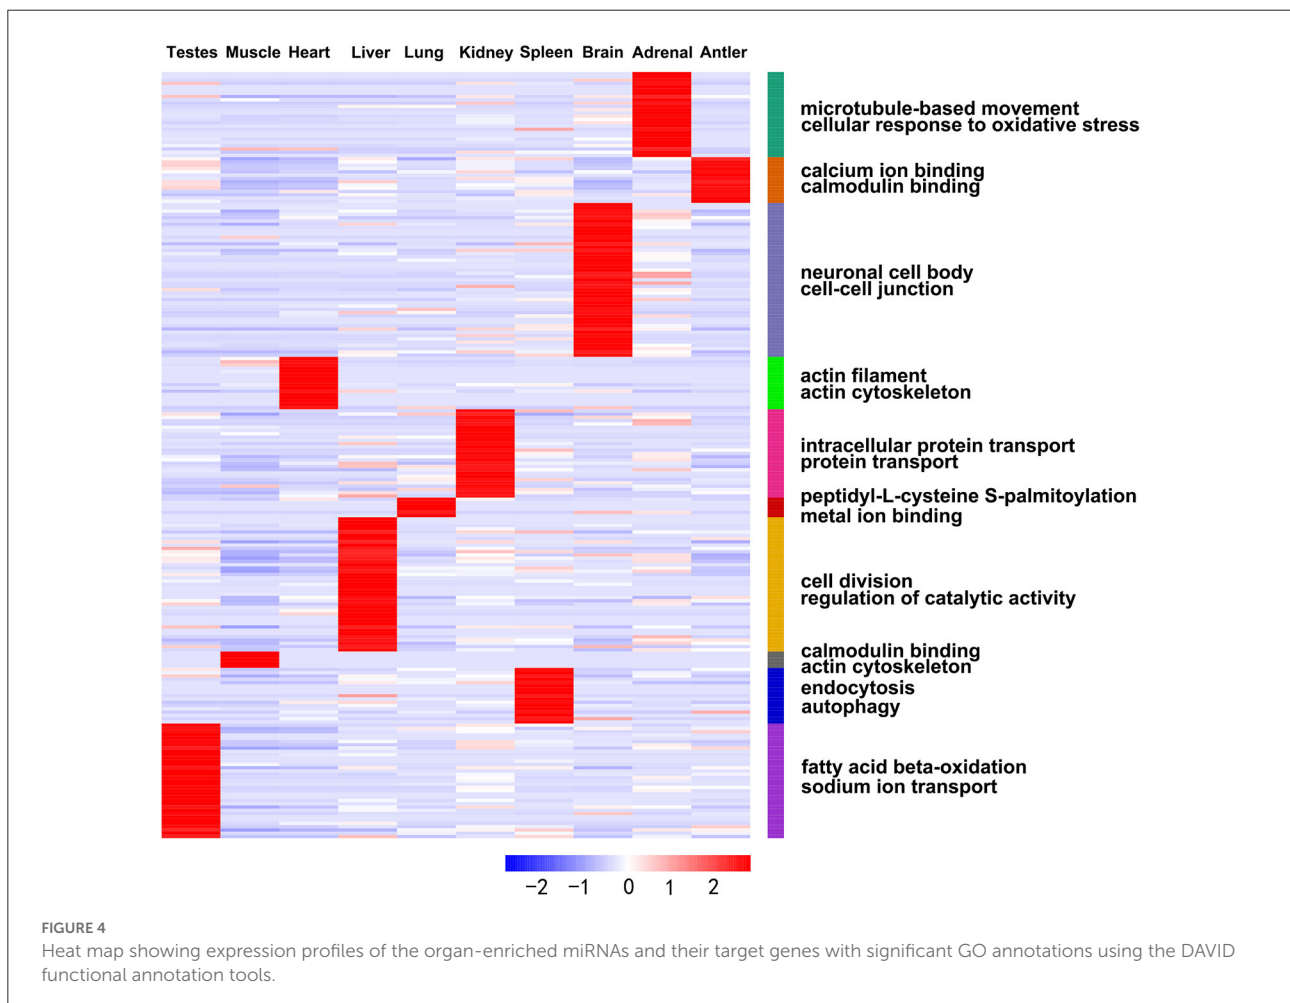 Testes Muscle Heart Liver Lung Kidney Spleen Brain Adrenal Antler
microtubule-based movement
cellular response to oxidative stress
calcium ion binding
calmodulin binding
neuronal cell body
cell-cell junction
actin filament
actin cytoskeleton
intracellular protein transport
protein transport
peptidyl-L-cysteine S-palmitoylation
metal ion binding
cell division
regulation of catalytic activity
calmodulin binding
actin cytoskeleton
endocytosis
autophagy
fatty acid beta-oxidation
sodium ion transport
−2 −1 0 1 2
FIGURE 4
Heat map showing expression profiles of the organ-enriched miRNAs and their target genes with significant GO annotations using the DAVID
functional annotation tools.